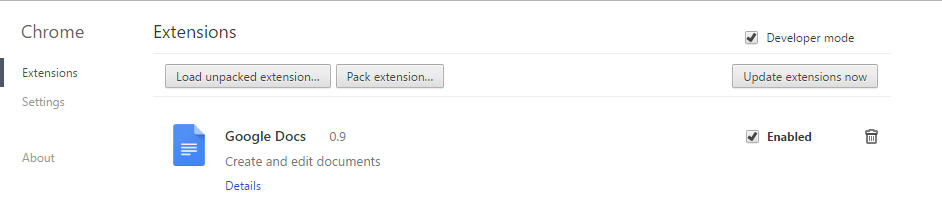 Chrome
Extensions
Developer mode
Extensions
Settings
About
Load unpacked extension...
Pack extension...
Update extensions now
Google Docs 0.9
Enabled
Create and edit documents
Details